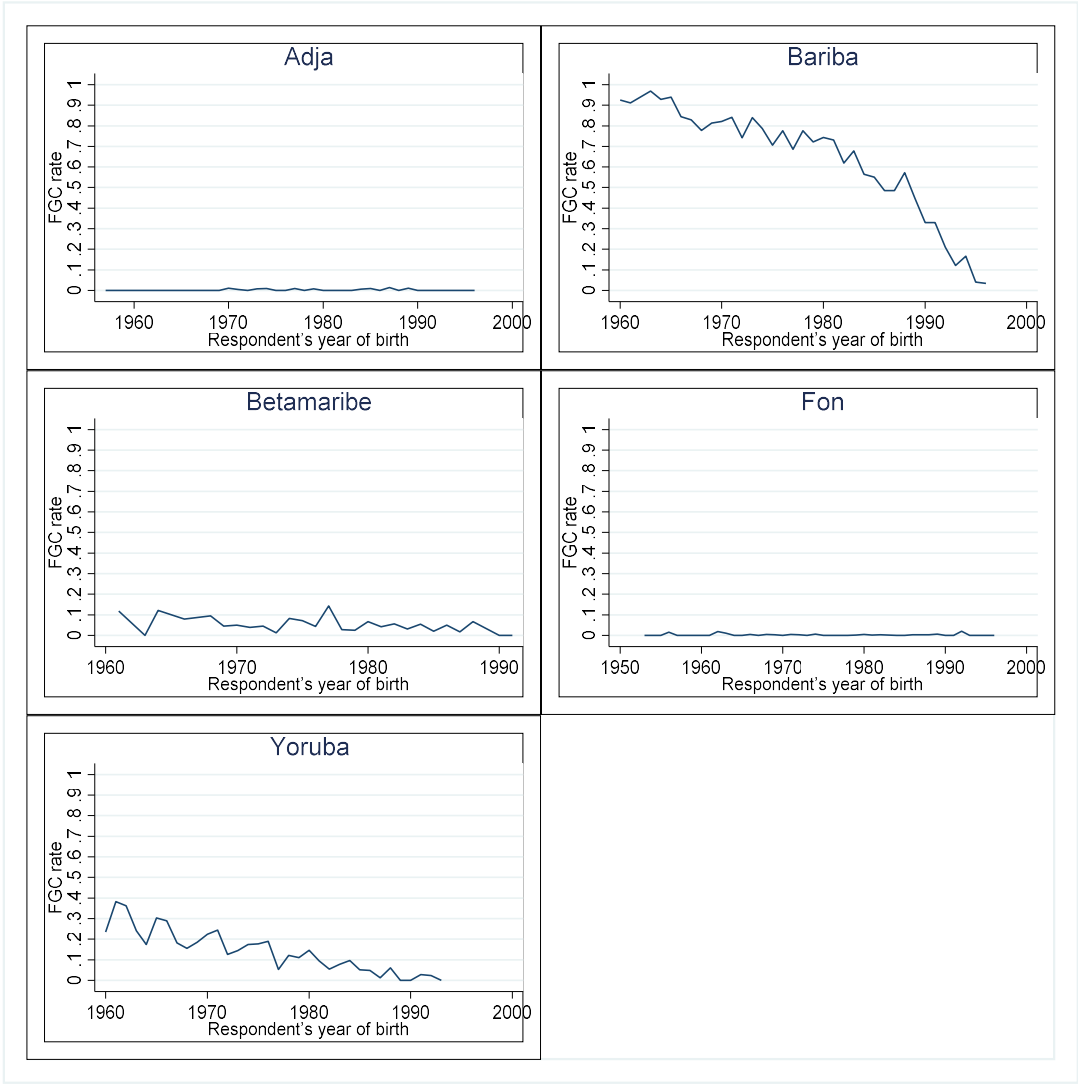 Adja
FGC rate
0 .1 .2 .3 .4 .5 .6 .7 .8 .9 1
1960 1970 1980 1990 2000
Respondent's year of birth
Bariba
FGC rate
0 .1 .2 .3 .4 .5 .6 .7 .8 .9 1
1960 1970 1980 1990 2000
Respondent's year of birth
Betamaribe
FGC rate
0 .1 .2 .3 .4 .5 .6 .7 .8 .9 1
1960 1970 1980 1990
Respondent's year of birth
Fon
FGC rate
0 .1 .2 .3 .4 .5 .6 .7 .8 .9 1
1950 1960 1970 1980 1990 2000
Respondent's year of birth
Yoruba
FGC rate
0 .1 .2 .3 .4 .5 .6 .7 .8 .9 1
1960 1970 1980 1990 2000
Respondent's year of birth